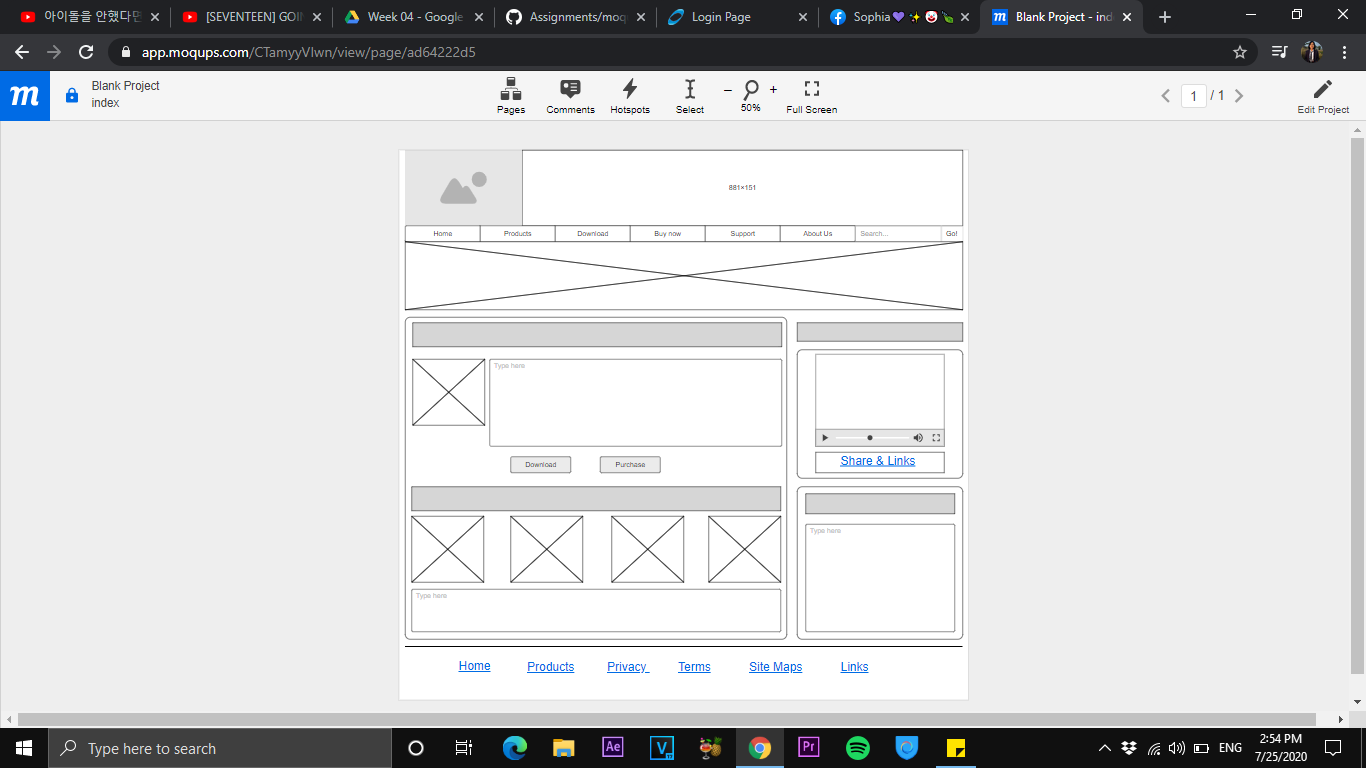 아이돌을 안했다면
[SEVENTEEN] GOIN
Week 04 - Google
Assignments/moqu
Login Page
Sophia💜✨🤡🍃
Blank Project - ind
app.moqups.com/CTamyyVIwn/view/page/ad64222d5
m
Blank Project
index
Pages
Comments
Hotspots
Select
– 50% +
Full Screen
1 / 1
Edit Project
881×151
Home
Products
Download
Buy now
Support
About Us
Search...
Go!
Type here
Download
Purchase
Share & Links
Type here
Type here
Home
Products
Privacy
Terms
Site Maps
Links
Type here to search
Ae
V
Pr
ENG
2:54 PM
7/25/2020